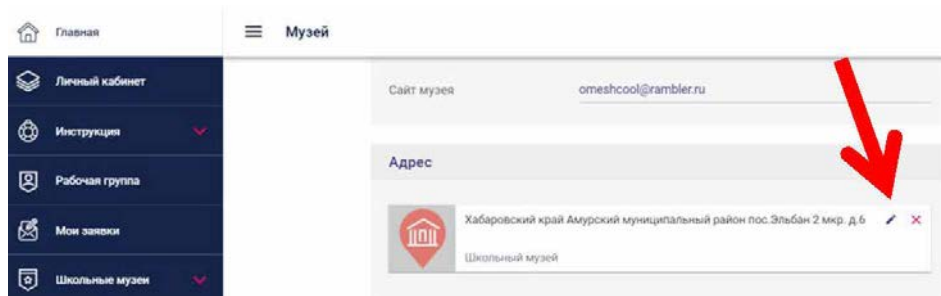 Главная
Музей
Личный кабинет
Инструкция
Рабочая группа
Мои заявки
Школьные музеи
Сайт музея
omeshcool@rambler.ru
Адрес
Хабаровский край Амурский муниципальный район пос.Эльбан 2 мкр. д.6
Школьный музей